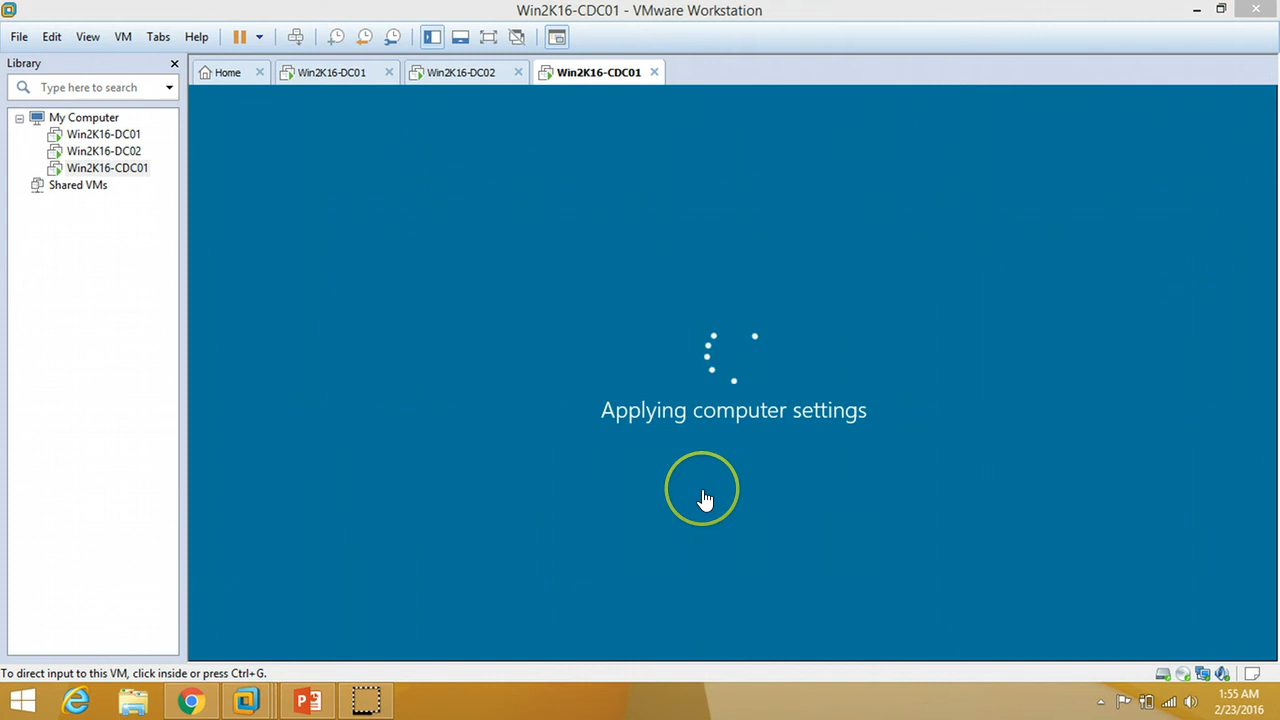 Win2K16-CDC01 - VMware Workstation
File Edit View VM Tabs Help
Library
Type here to search
Home
Win2K16-DC01
Win2K16-DC02
Win2K16-CDC01
My Computer
Win2K16-DC01
Win2K16-DC02
Win2K16-CDC01
Shared VMs
Applying computer settings
To direct input to this VM, click inside or press Ctrl+G.
1:55 AM
2/23/2016